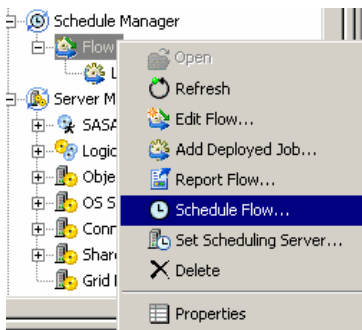 Schedule Manager
Flow
Open
Refresh
Server M
SASA
Edit Flow...
Logic
Add Deployed Job...
Obje
Report Flow...
OS S
Schedule Flow...
Conn
Set Scheduling Server...
Shar
Delete
Grid
Properties